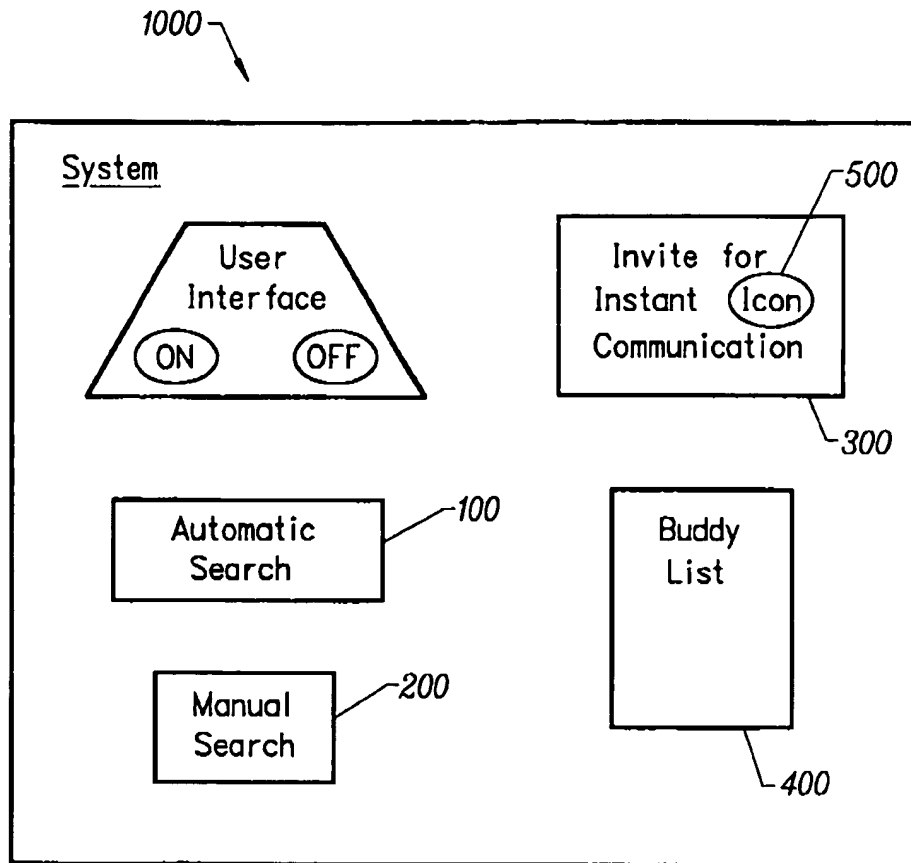 1000
System
500
User
Interface
ON OFF
Invite for
Instant Icon
Communication
300
Automatic
Search
100
Buddy
List
400
Manual
Search
200